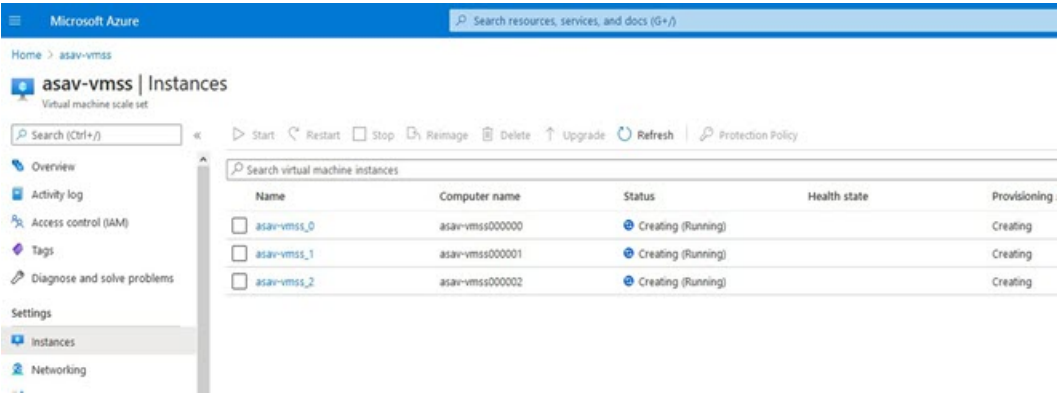 Microsoft Azure
Search resources, services, and docs (G+/)
Home > asav-vmss
asav-vmss | Instances
Virtual machine scale set
Search (Ctrl+/)
«
Start Restart Stop Reimage Delete Upgrade Refresh Protection Policy
Overview
Activity log
Access control (IAM)
Tags
Diagnose and solve problems
Settings
Instances
Networking
Search virtual machine instances
Name Computer name Status Health state Provisioning
asav-vmss_0 asav-vmss000000 Creating (Running) Creating
asav-vmss_1 asav-vmss000001 Creating (Running) Creating
asav-vmss_2 asav-vmss000002 Creating (Running) Creating